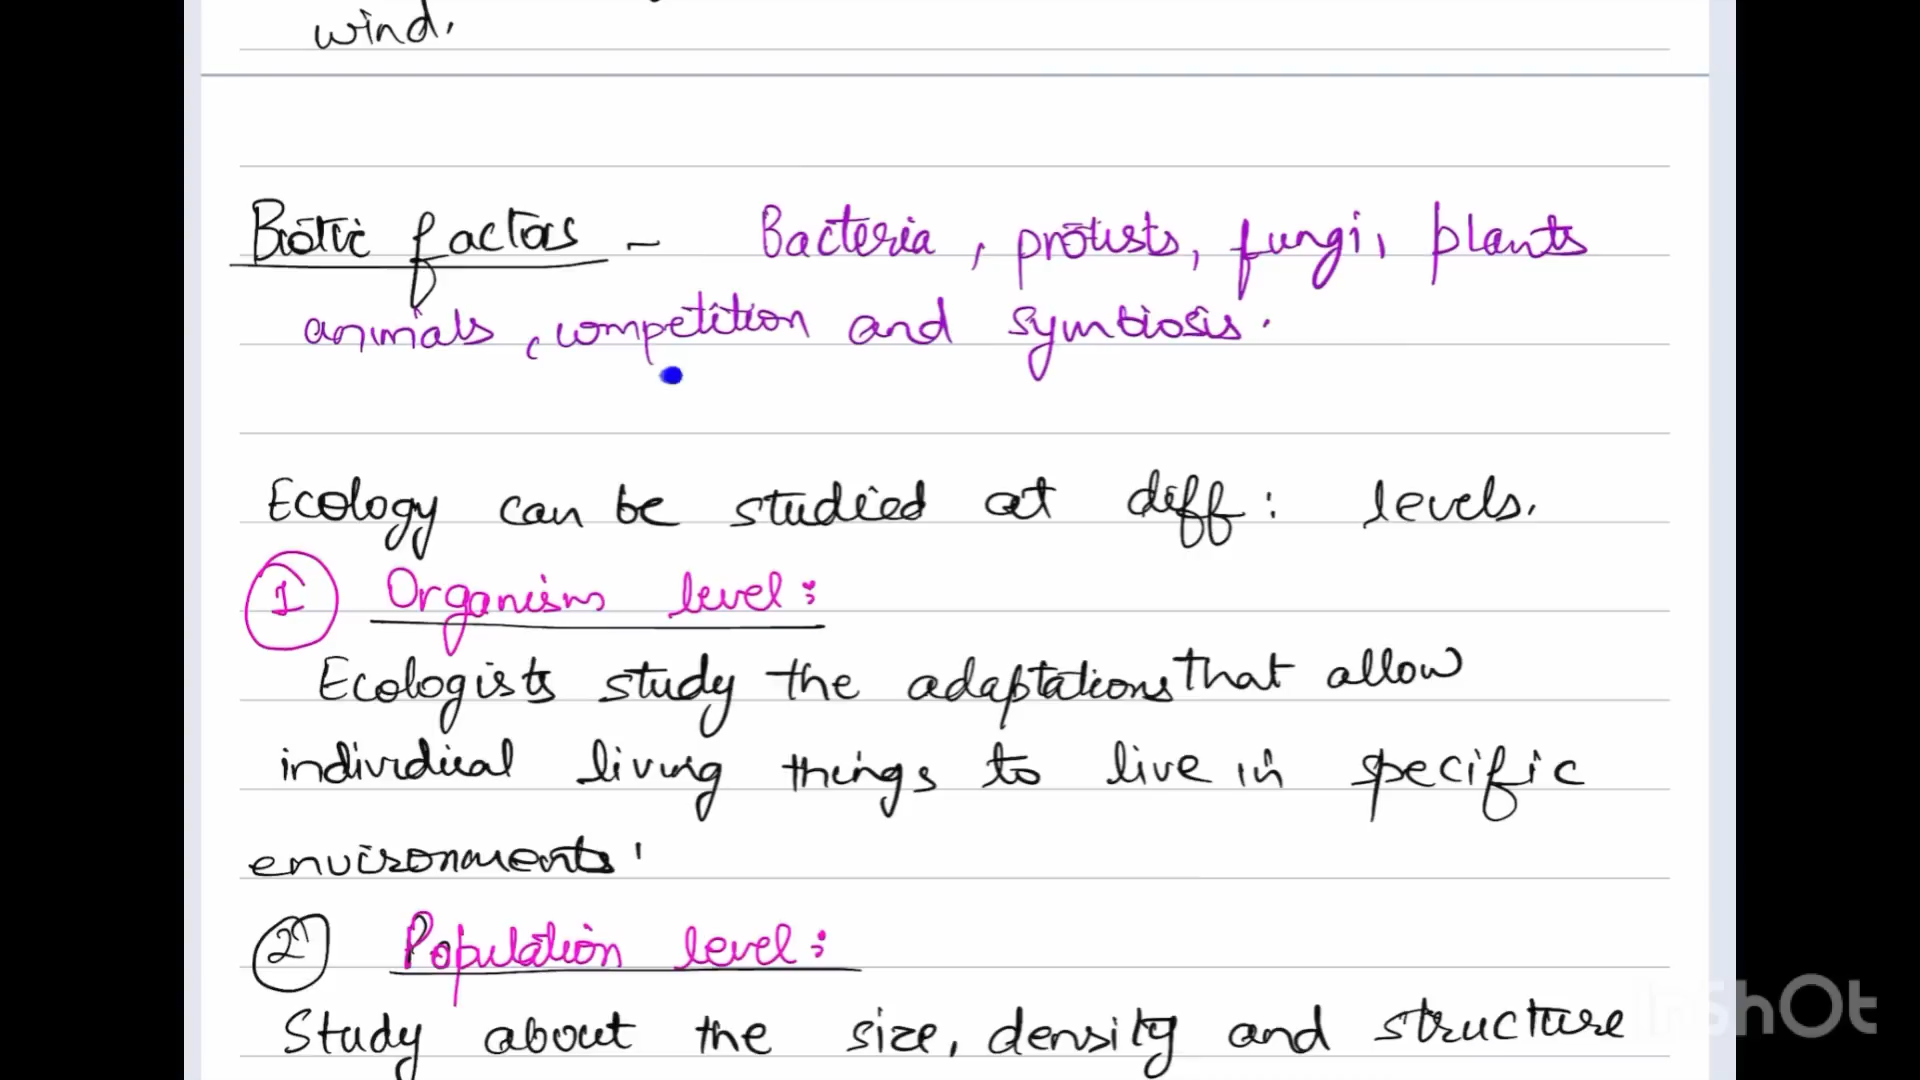 wind.
Biotic factors - Bacteria, protists, fungi, plants
animals, competition and symbiosis.
Ecology can be studied at diff: levels.
1 Organism level:
Ecologists study the adaptations that allow
individual living things to live in specific
environments.
2 Population level:
Study about the size, density and structure
InShOt